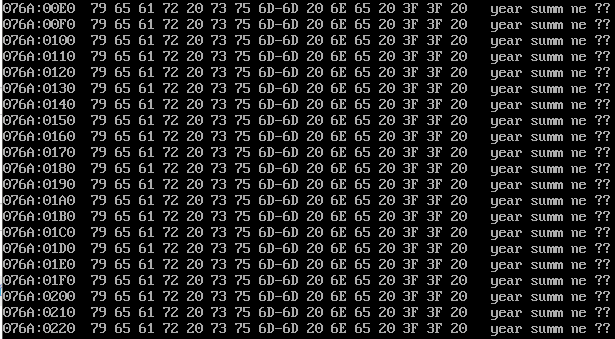 076A:00E0  79 65 61 72 20 73 75 6D-6D 20 6E 65 20 3F 3F 20   year summ ne ??
076A:00F0  79 65 61 72 20 73 75 6D-6D 20 6E 65 20 3F 3F 20   year summ ne ??
076A:0100  79 65 61 72 20 73 75 6D-6D 20 6E 65 20 3F 3F 20   year summ ne ??
076A:0110  79 65 61 72 20 73 75 6D-6D 20 6E 65 20 3F 3F 20   year summ ne ??
076A:0120  79 65 61 72 20 73 75 6D-6D 20 6E 65 20 3F 3F 20   year summ ne ??
076A:0130  79 65 61 72 20 73 75 6D-6D 20 6E 65 20 3F 3F 20   year summ ne ??
076A:0140  79 65 61 72 20 73 75 6D-6D 20 6E 65 20 3F 3F 20   year summ ne ??
076A:0150  79 65 61 72 20 73 75 6D-6D 20 6E 65 20 3F 3F 20   year summ ne ??
076A:0160  79 65 61 72 20 73 75 6D-6D 20 6E 65 20 3F 3F 20   year summ ne ??
076A:0170  79 65 61 72 20 73 75 6D-6D 20 6E 65 20 3F 3F 20   year summ ne ??
076A:0180  79 65 61 72 20 73 75 6D-6D 20 6E 65 20 3F 3F 20   year summ ne ??
076A:0190  79 65 61 72 20 73 75 6D-6D 20 6E 65 20 3F 3F 20   year summ ne ??
076A:01A0  79 65 61 72 20 73 75 6D-6D 20 6E 65 20 3F 3F 20   year summ ne ??
076A:01B0  79 65 61 72 20 73 75 6D-6D 20 6E 65 20 3F 3F 20   year summ ne ??
076A:01C0  79 65 61 72 20 73 75 6D-6D 20 6E 65 20 3F 3F 20   year summ ne ??
076A:01D0  79 65 61 72 20 73 75 6D-6D 20 6E 65 20 3F 3F 20   year summ ne ??
076A:01E0  79 65 61 72 20 73 75 6D-6D 20 6E 65 20 3F 3F 20   year summ ne ??
076A:01F0  79 65 61 72 20 73 75 6D-6D 20 6E 65 20 3F 3F 20   year summ ne ??
076A:0200  79 65 61 72 20 73 75 6D-6D 20 6E 65 20 3F 3F 20   year summ ne ??
076A:0210  79 65 61 72 20 73 75 6D-6D 20 6E 65 20 3F 3F 20   year summ ne ??
076A:0220  79 65 61 72 20 73 75 6D-6D 20 6E 65 20 3F 3F 20   year summ ne ??